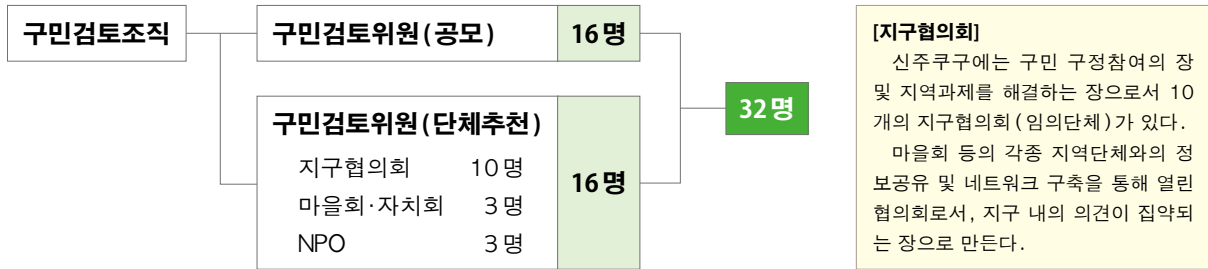 구민검토조직
구민검토위원(공모) 16명
구민검토위원(단체추천)
지구협의회 10명
마을회·자치회 3명
NPO 3명
16명
32명
[지구협의회]
신주쿠구에는 구민 구정참여의 장
및 지역과제를 해결하는 장으로서 10
개의 지구협의회(임의단체)가 있다.
마을회 등의 각종 지역단체와의 정
보공유 및 네트워크 구축을 통해 열린
협의회로서, 지구 내의 의견이 집약되
는 장으로 만든다.